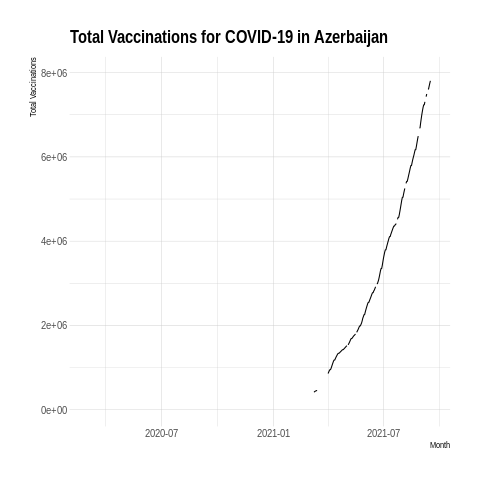 Total Vaccinations for COVID-19 in Azerbaijan
Total Vaccinations
8e+06
6e+06
4e+06
2e+06
0e+00
2020-07
2021-01
2021-07
Month